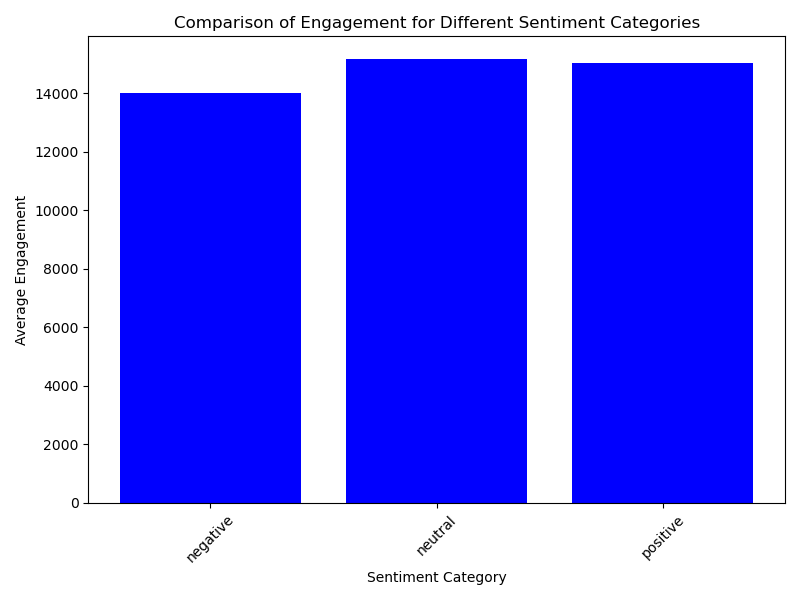 Comparison of Engagement for Different Sentiment Categories
Average Engagement
14000
12000
10000
8000
6000
4000
2000
0
negative
neutral
positive
Sentiment Category